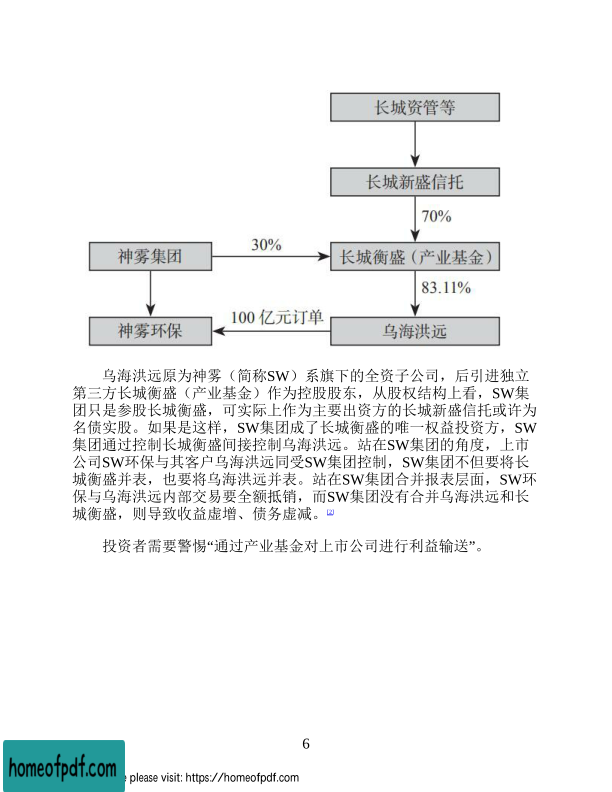 长城资管等
长城新盛信托
70%
神雾集团
30%
长城衡盛（产业基金）
83.11%
神雾环保
100 亿元订单
乌海洪远
乌海洪远原为神雾（简称SW）系旗下的全资子公司，后引进独立
第三方长城衡盛（产业基金）作为控股股东，从股权结构上看，SW集
团只是参股长城衡盛，可实际上作为主要出资方的长城新盛信托或许为
名债实股。如果是这样，SW集团成了长城衡盛的唯一权益投资方，SW
集团通过控制长城衡盛间接控制乌海洪远。站在SW集团的角度，上市
公司SW环保与其客户乌海洪远同受SW集团控制，SW集团不但要将长
城衡盛并表，也要将乌海洪远并表。站在SW集团合并报表层面，SW环
保与乌海洪远内部交易要全额抵销，而SW集团没有合并乌海洪远和长
城衡盛，则导致收益虚增、债务虚减。[2]
投资者需要警惕“通过产业基金对上市公司进行利益输送”。
6
homeofpdf.com
please visit: https://homeofpdf.com